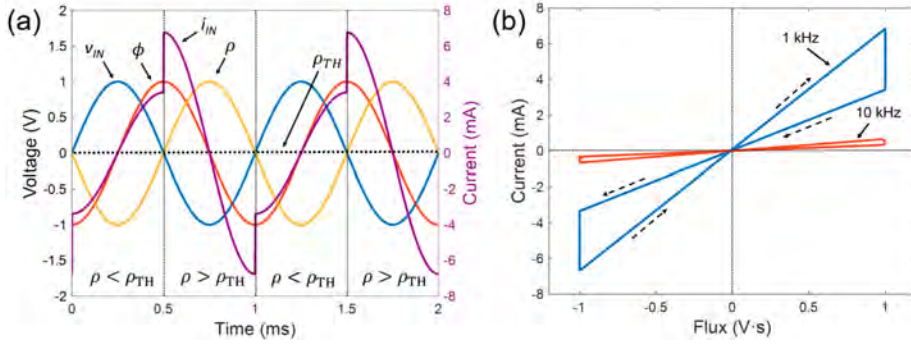 (a)
2
1.5
1
0.5
0
-0.5
-1
-1.5
-2
Voltage (V)
v_IN
ϕ
i_IN
ρ
ρ_TH
ρ < ρ_TH
ρ > ρ_TH
ρ < ρ_TH
ρ > ρ_TH
0
0.5
1
1.5
2
Time (ms)
8
6
4
2
0
-2
-4
-6
-8
Current (mA)
(b)
8
6
4
2
0
-2
-4
-6
-8
Current (mA)
1 kHz
10 kHz
-1
-0.5
0
0.5
1
Flux (V·s)